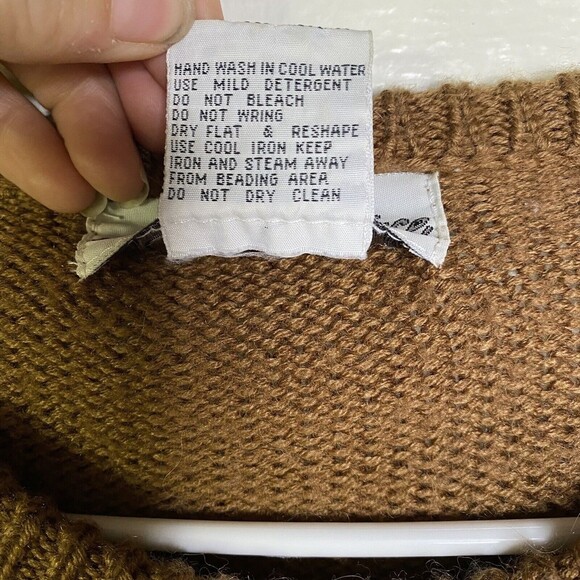 HAND WASH IN COOL WATER
USE MILD DETERGENT
DO NOT BLEACH
DO NOT WRING
DRY FLAT & RESHAPE
USE COOL IRON KEEP
IRON AND STEAM AWAY
FROM BEADING AREA
DO NOT DRY CLEAN